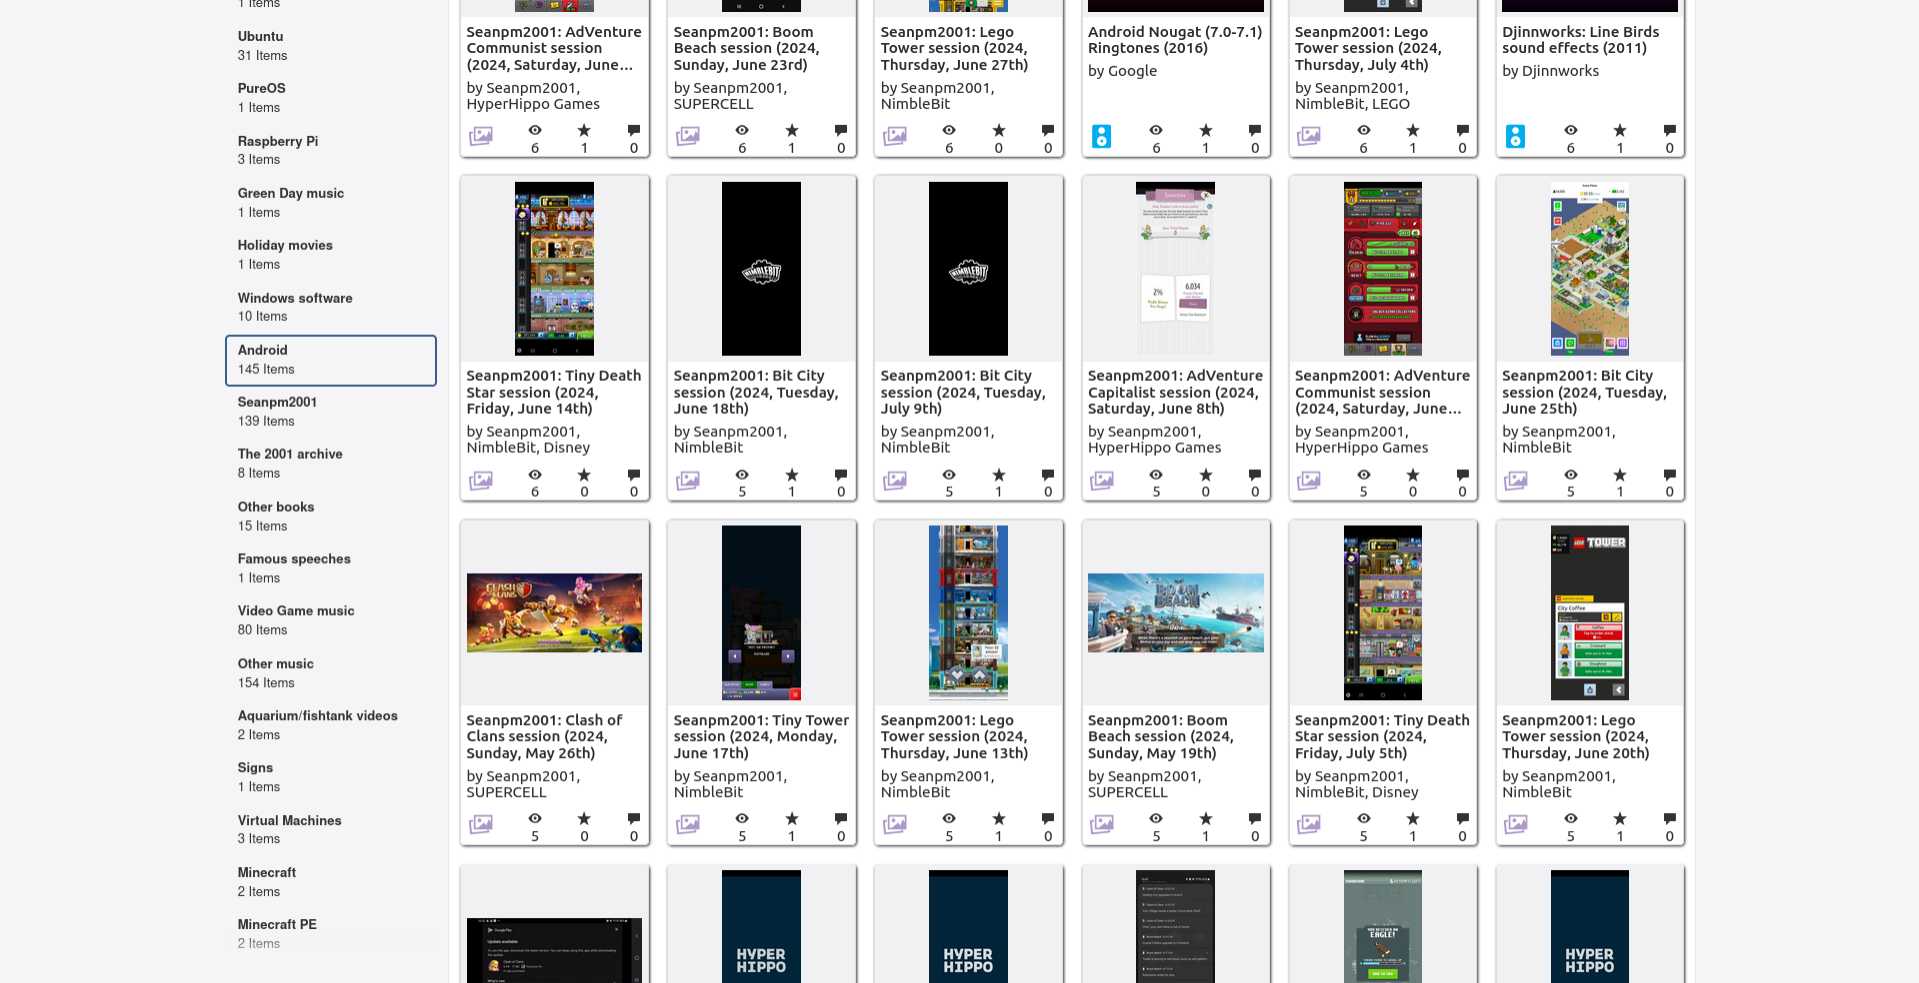 1 Items
Ubuntu
31 Items
PureOS
1 Items
Raspberry Pi
3 Items
Green Day music
1 Items
Holiday movies
1 Items
Windows software
10 Items
Android
145 Items
Seanpm2001
139 Items
The 2001 archive
8 Items
Other books
15 Items
Famous speeches
1 Items
Video Game music
80 Items
Other music
154 Items
Aquarium/fishtank videos
2 Items
Signs
1 Items
Virtual Machines
3 Items
Minecraft
2 Items
Minecraft PE
2 Items
Seanpm2001: AdVenture
Communist session
(2024, Saturday, June...
by Seanpm2001,
HyperHippo Games
6 1 0
Seanpm2001: Boom
Beach session (2024,
Sunday, June 23rd)
by Seanpm2001,
SUPERCELL
6 1 0
Seanpm2001: Lego
Tower session (2024,
Thursday, June 27th)
by Seanpm2001,
NimbleBit
6 0 0
Android Nougat (7.0-7.1)
Ringtones (2016)
by Google
6 1 0
Seanpm2001: Lego
Tower session (2024,
Thursday, July 4th)
by Seanpm2001,
NimbleBit, LEGO
6 1 0
Djinnworks: Line Birds
sound effects (2011)
by Djinnworks
6 1 0
Seanpm2001: Tiny Death
Star session (2024,
Friday, June 14th)
by Seanpm2001,
NimbleBit, Disney
6 0 0
NIMBLEBIT
Seanpm2001: Bit City
session (2024, Tuesday,
June 18th)
by Seanpm2001,
NimbleBit
5 1 0
NIMBLEBIT
Seanpm2001: Bit City
session (2024, Tuesday,
July 9th)
by Seanpm2001,
NimbleBit
5 1 0
2%
6,034
Seanpm2001: AdVenture
Capitalist session (2024,
Saturday, June 8th)
by Seanpm2001,
HyperHippo Games
5 0 0
Seanpm2001: AdVenture
Communist session
(2024, Saturday, June...
by Seanpm2001,
HyperHippo Games
5 0 0
Seanpm2001: Bit City
session (2024, Tuesday,
June 25th)
by Seanpm2001,
NimbleBit
5 1 0
CLASH OF CLANS
Seanpm2001: Clash of
Clans session (2024,
Sunday, May 26th)
by Seanpm2001,
SUPERCELL
5 0 0
Seanpm2001: Tiny Tower
session (2024, Monday,
June 17th)
by Seanpm2001,
NimbleBit
5 1 0
Seanpm2001: Lego
Tower session (2024,
Thursday, June 13th)
by Seanpm2001,
NimbleBit
5 1 0
BOOM BEACH
Seanpm2001: Boom
Beach session (2024,
Sunday, May 19th)
by Seanpm2001,
SUPERCELL
5 1 0
Seanpm2001: Tiny Death
Star session (2024,
Friday, July 5th)
by Seanpm2001,
NimbleBit, Disney
5 1 0
LEGO TOWER
City Coffee
Coffee
Croissant
Doughnut
Seanpm2001: Lego
Tower session (2024,
Thursday, June 20th)
by Seanpm2001,
NimbleBit
5 1 0
Google Play
Update available
Clash of Clans
What's new
HYPER
HIPPO
HYPER
HIPPO
EAGLE!
HYPER
HIPPO